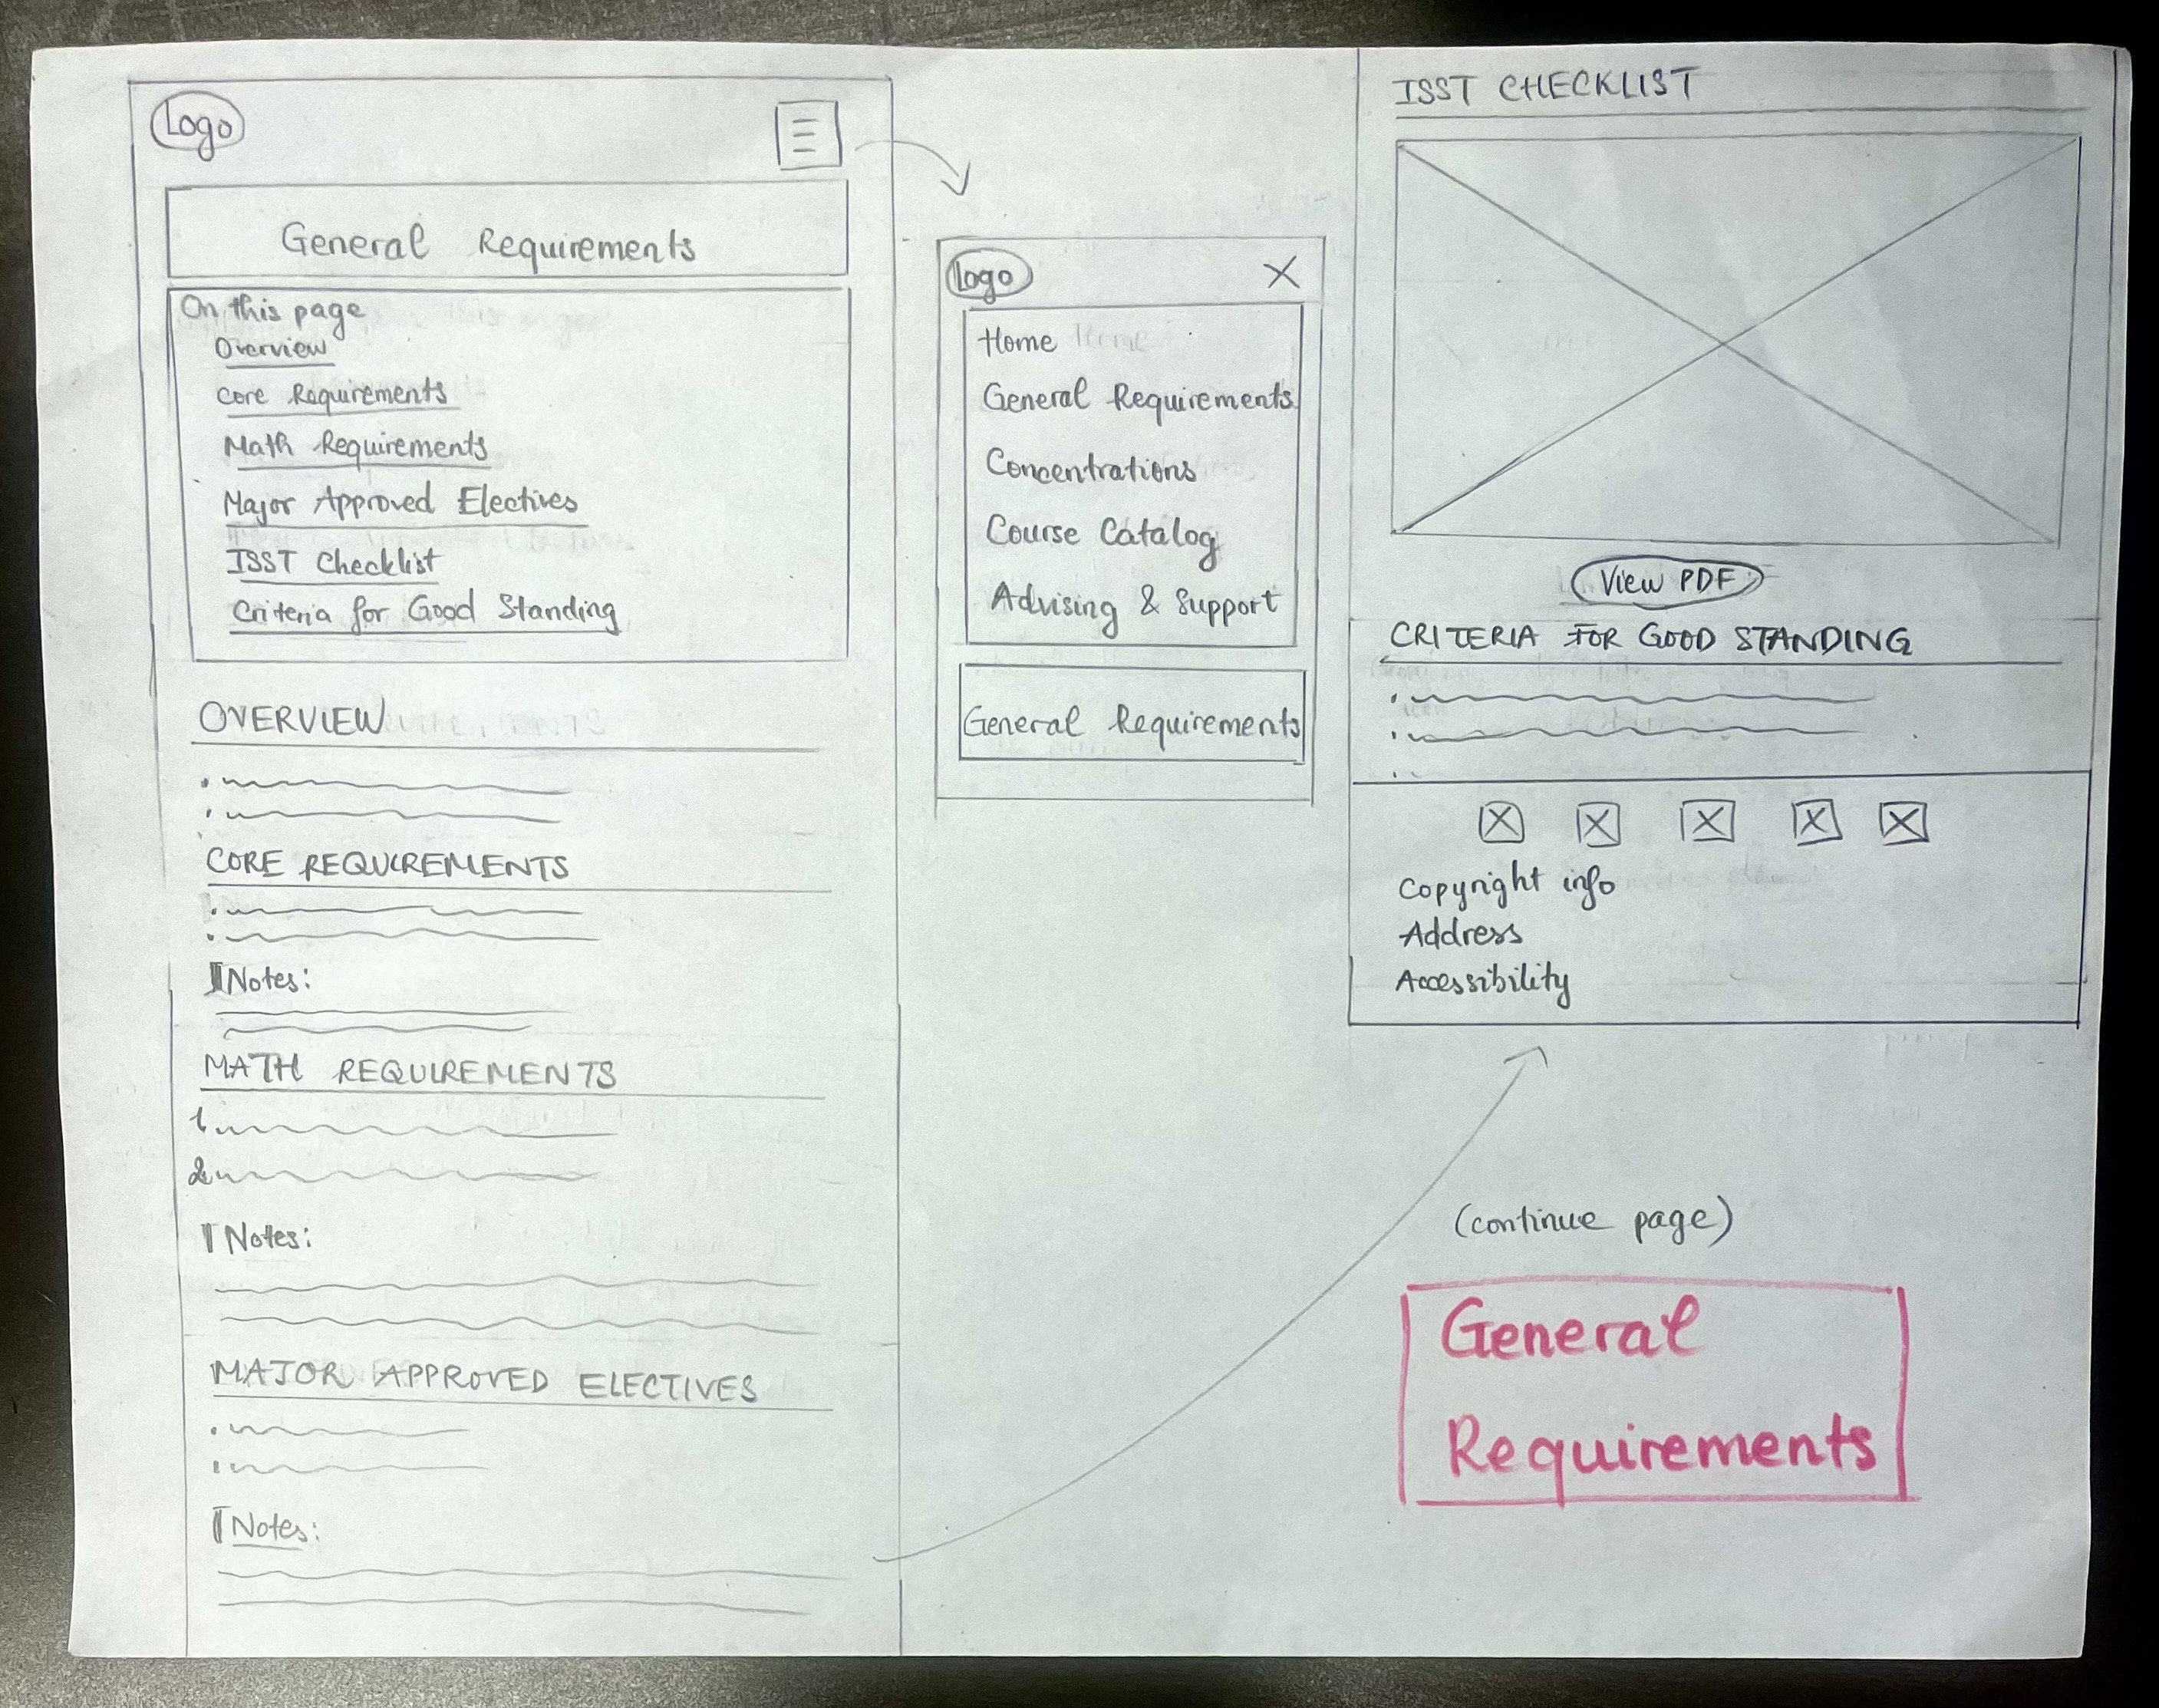 Logo
General Requirements
On this page
Overview
Core Requirements
Math Requirements
Major Approved Electives
ISST Checklist
Criteria for Good Standing
OVERVIEW
CORE REQUIREMENTS
Notes:
MATH REQUIREMENTS
1.
2.
Notes:
MAJOR APPROVED ELECTIVES
Notes:
Logo X
Home
General Requirements
Concentrations
Course Catalog
Advising & Support
General Requirements
ISST CHECKLIST
View PDF
CRITERIA FOR GOOD STANDING
Copyright info
Address
Accessibility
(continue page)
General
Requirements